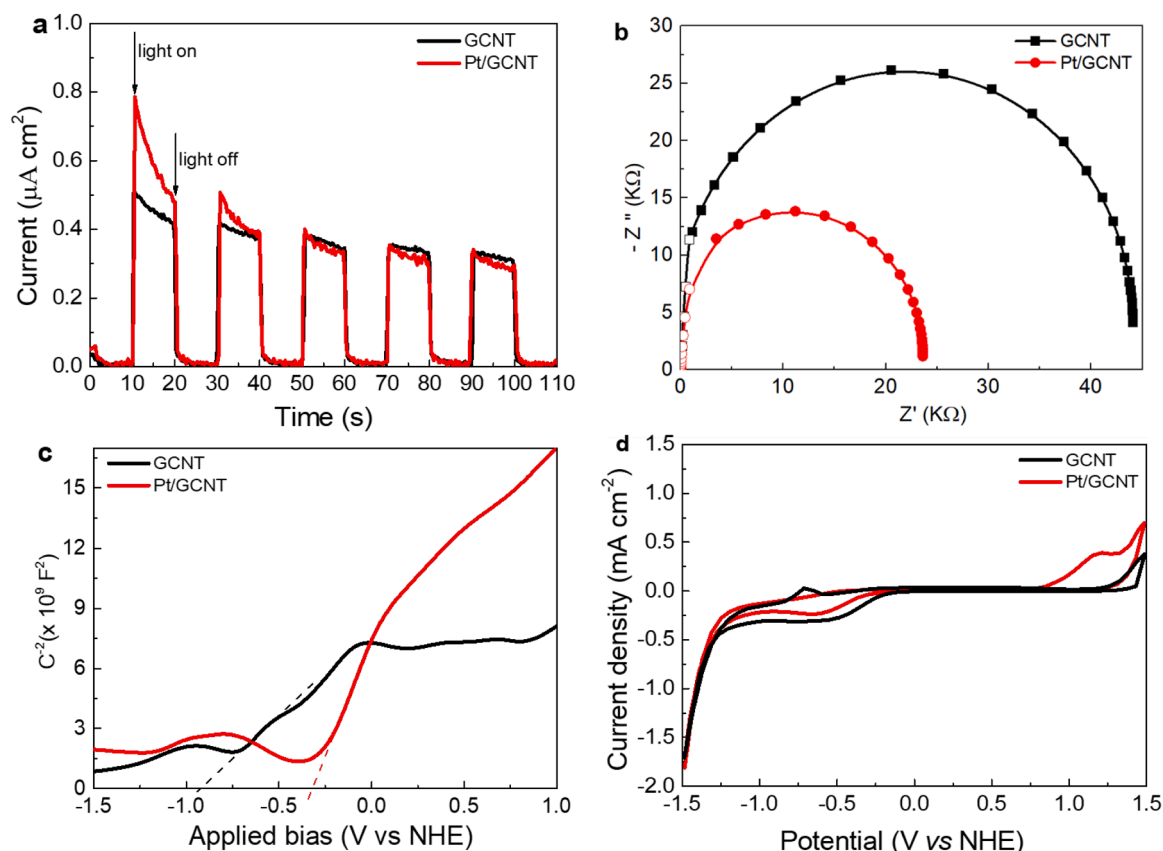 a
GCNT
Pt/GCNT
light on
light off
1.0
0.8
0.6
0.4
0.2
0.0
Current (µA cm²)
0 10 20 30 40 50 60 70 80 90 100 110
Time (s)
b
GCNT
Pt/GCNT
-30
-25
-20
-15
-10
-5
0
- Z '' (KΩ)
0 10 20 30 40
Z' (KΩ)
c
GCNT
Pt/GCNT
15
12
9
6
3
0
C⁻²(x 10⁹ F²)
-1.5 -1.0 -0.5 0.0 0.5 1.0
Applied bias (V vs NHE)
d
GCNT
Pt/GCNT
1.5
1.0
0.5
0.0
-0.5
-1.0
-1.5
-2.0
Current density (mA cm⁻²)
-1.5 -1.0 -0.5 0.0 0.5 1.0 1.5
Potential (V vs NHE)